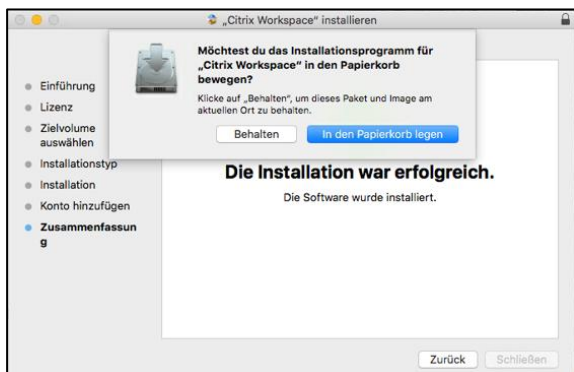 „Citrix Workspace“ installieren
Möchtest du das Installationsprogramm für
„Citrix Workspace“ in den Papierkorb
bewegen?
Klicke auf „Behalten“, um dieses Paket und Image am
aktuellen Ort zu behalten.
Behalten
In den Papierkorb legen
Einführung
Lizenz
Zielvolume
auswählen
Installationstyp
Installation
Konto hinzufügen
Zusammenfassun
g
Die Installation war erfolgreich.
Die Software wurde installiert.
Zurück
Schließen